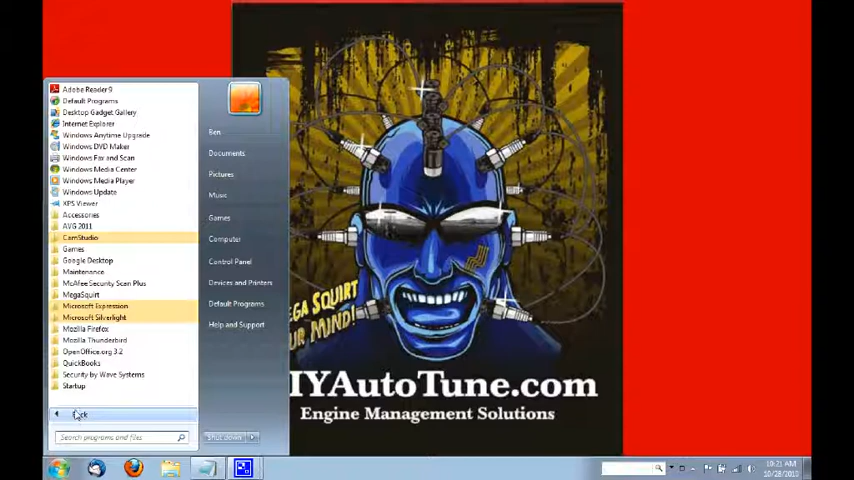 Adobe Reader 9
Default Programs
Desktop Gadget Gallery
Internet Explorer
Windows Anytime Upgrade
Windows DVD Maker
Windows Fax and Scan
Windows Media Center
Windows Media Player
Windows Update
XPS Viewer
Accessories
AVG 2011
CamStudio
Games
Google Desktop
Maintenance
McAfee Security Scan Plus
MegaSquirt
Microsoft Expression
Microsoft Silverlight
Mozilla Firefox
Mozilla Thunderbird
OpenOffice.org 3.2
QuickBooks
Security by Wave Systems
Startup
Back
Search programs and files
Ben
Documents
Pictures
Music
Games
Computer
Control Panel
Devices and Printers
Default Programs
Help and Support
Shut down
EGA SQUIRT
UR MIND!
IYAutoTune.com
Engine Management Solutions
10:21 AM